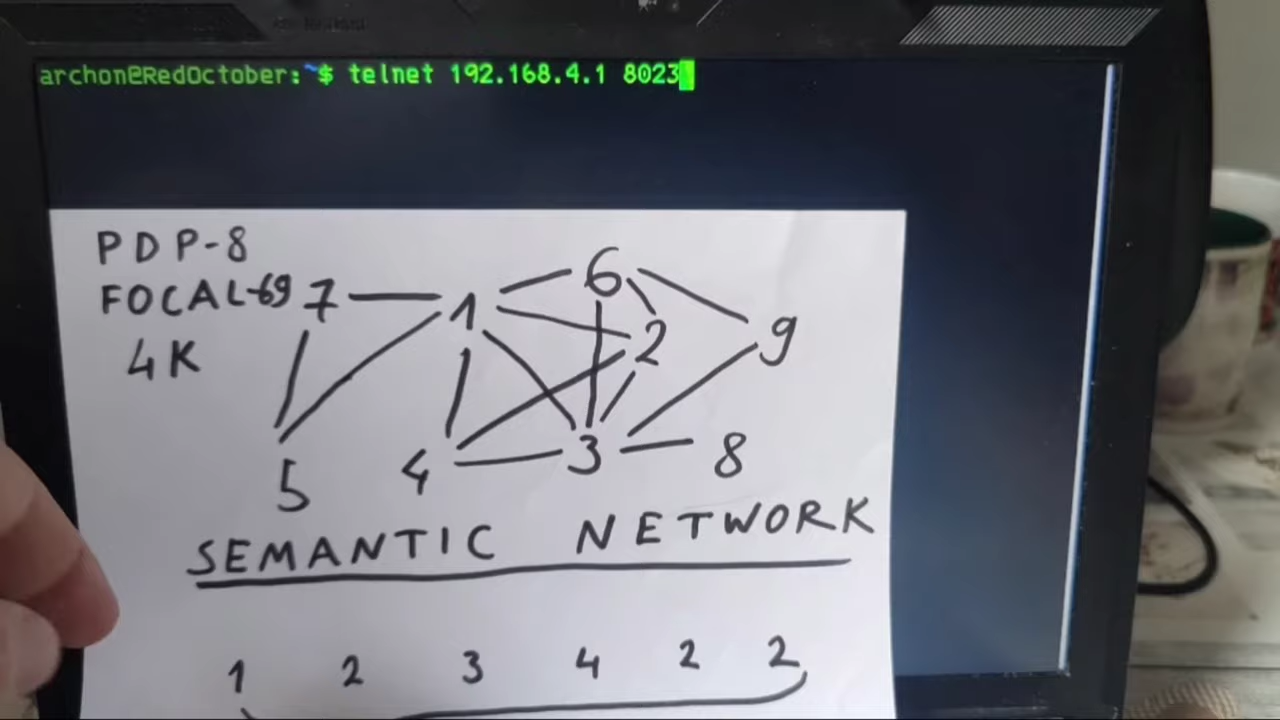 archon@RedOctober:~$ telnet 192.168.4.1 8023
PDP-8
FOCAL-69
4K
7 1 6
2 9
5 4 3 8
SEMANTIC NETWORK
1 2 3 4 2 2